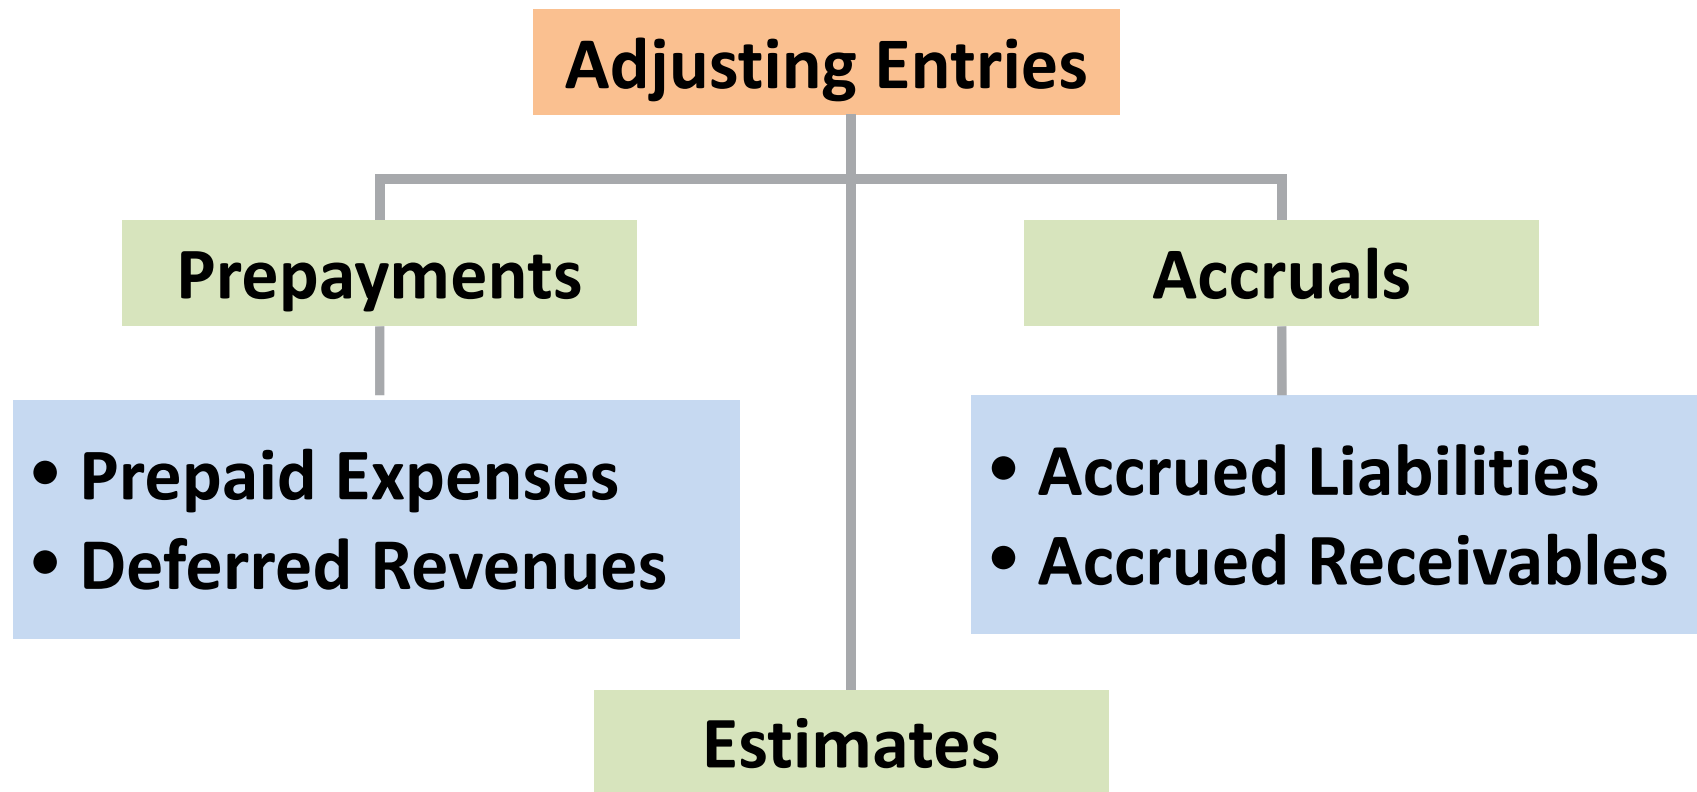 Adjusting Entries
Prepayments
Accruals
• Prepaid Expenses
• Deferred Revenues
• Accrued Liabilities
• Accrued Receivables
Estimates